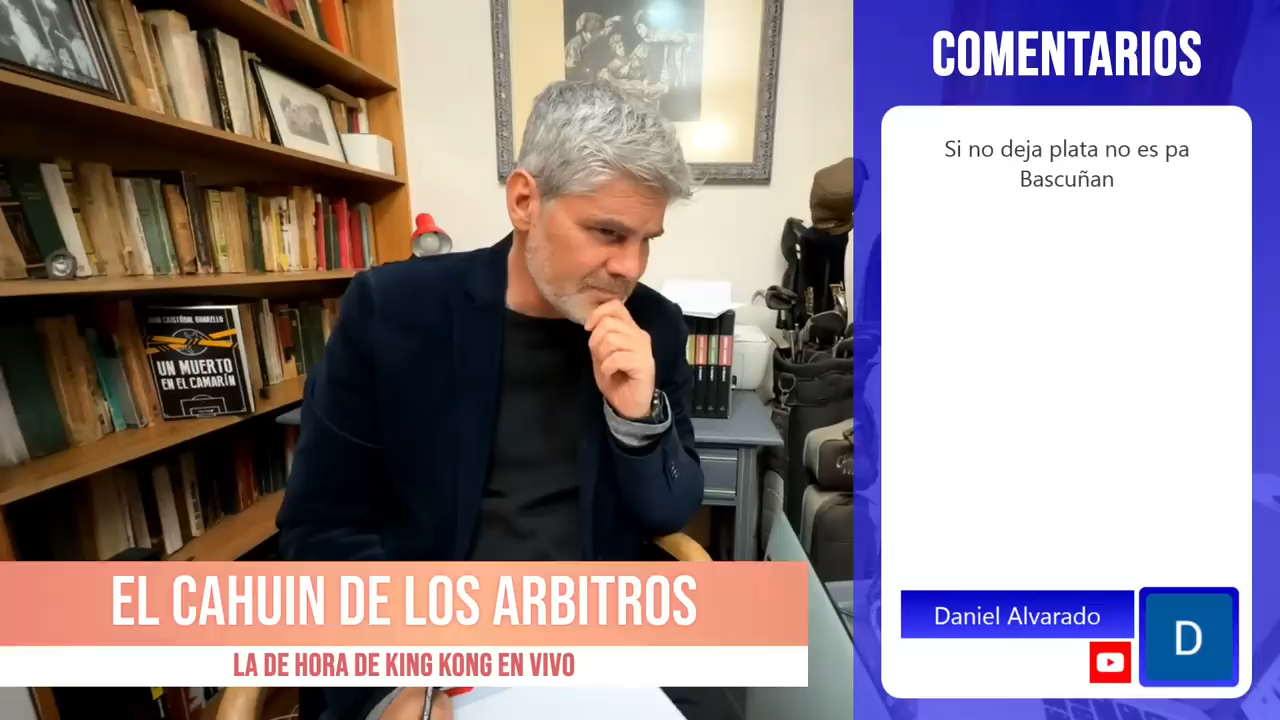 COMENTARIOS
Si no deja plata no es pa
Bascuñan
UN MUERTO
EN EL CAMARÍN
EL CAHUIN DE LOS ARBITROS
LA DE HORA DE KING KONG EN VIVO
Daniel Alvarado
D